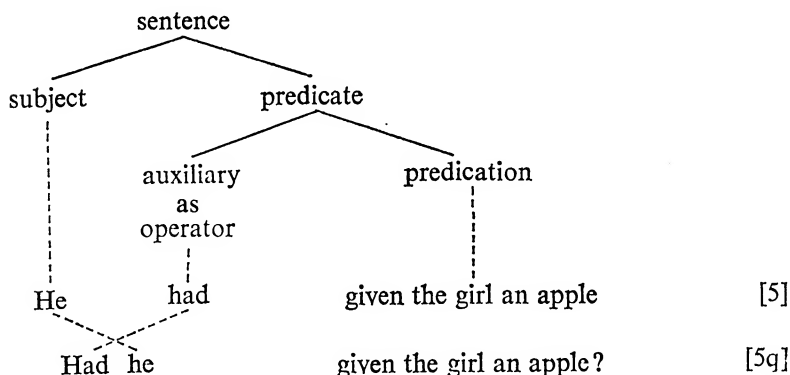 sentence
subject predicate
auxiliary predication
as
operator
He had given the girl an apple [5]
Had he given the girl an apple? [5q]